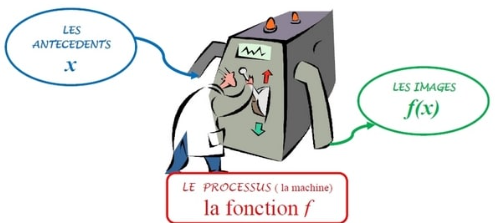 LES
ANTECEDENTS
x
LES IMAGES
f(x)
LE PROCESSUS ( la machine)
la fonction f